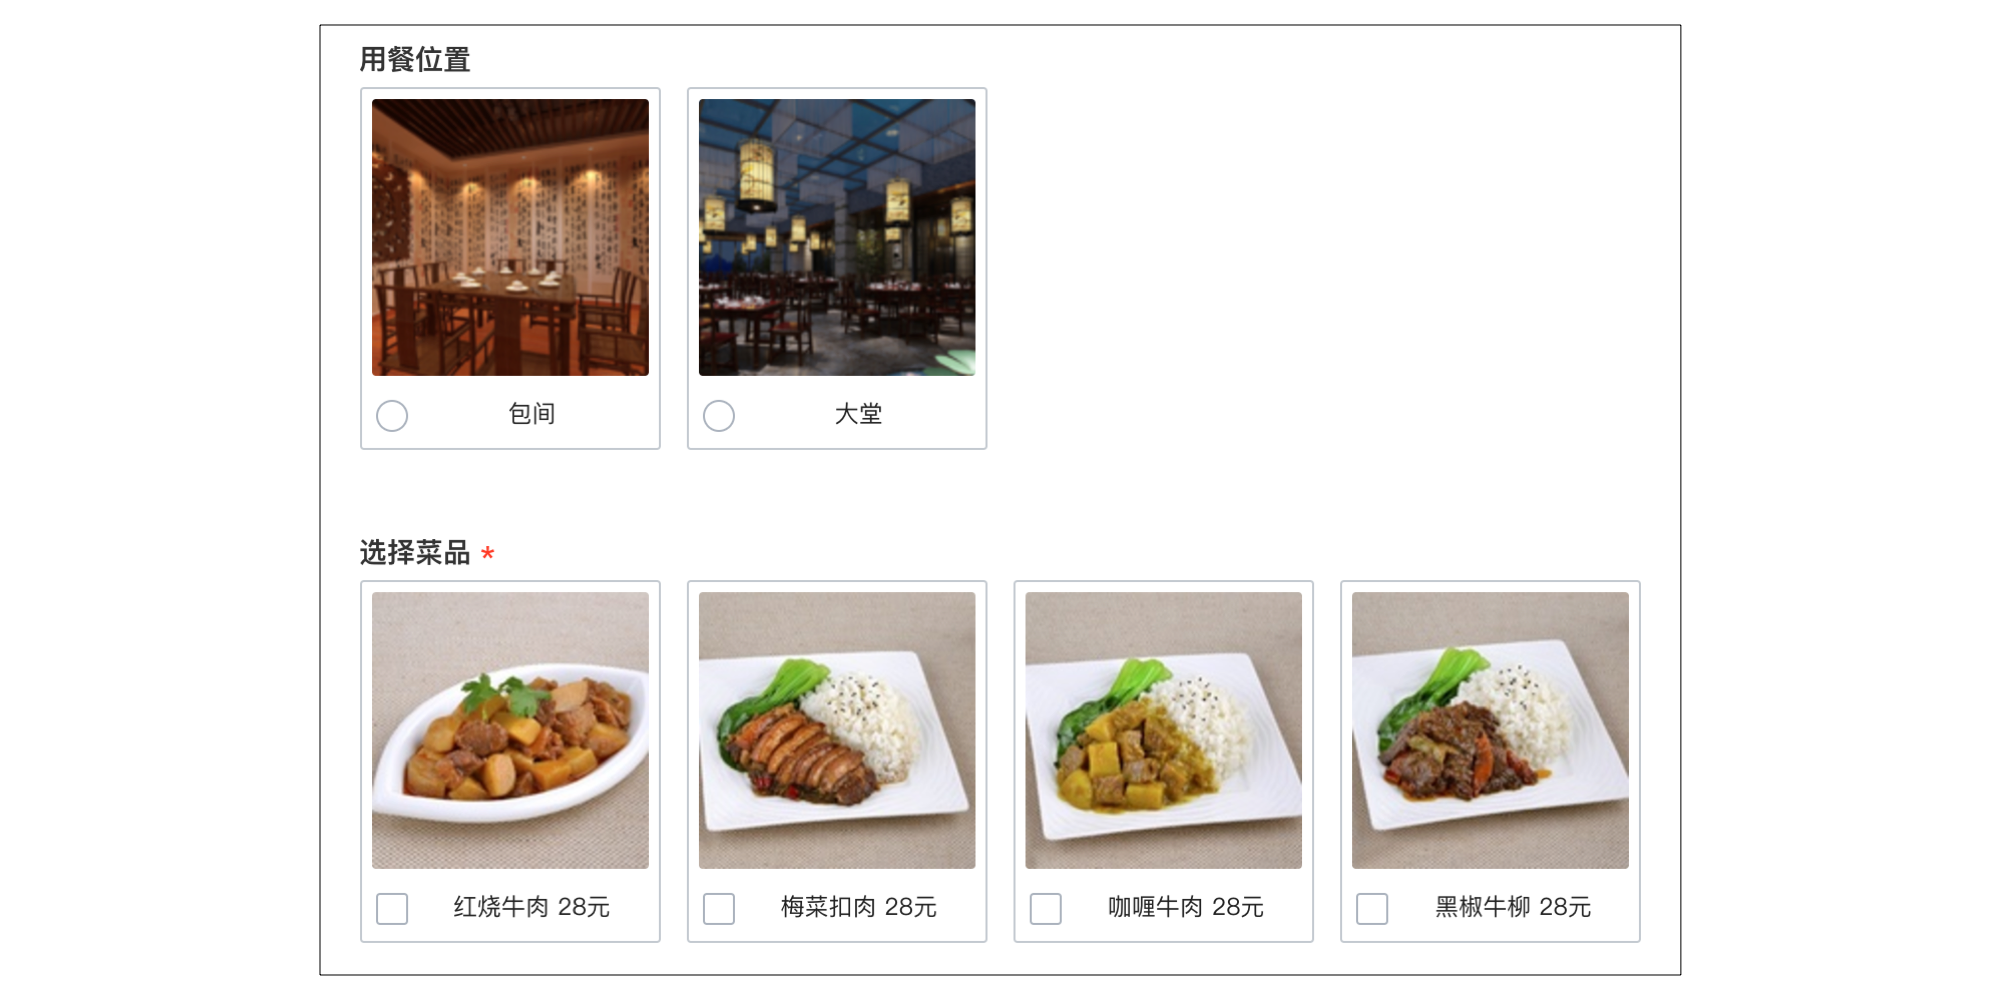 用餐位置
包间
大堂
选择菜品 *
红烧牛肉 28元
梅菜扣肉 28元
咖喱牛肉 28元
黑椒牛柳 28元